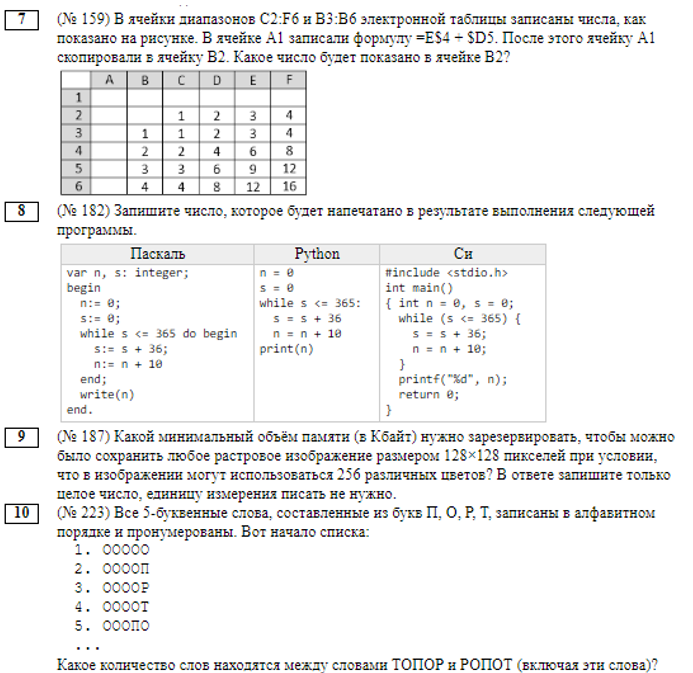 7 (№ 159) В ячейки диапазонов C2:F6 и B3:B6 электронной таблицы записаны числа, как
показано на рисунке. В ячейке A1 записали формулу =E$4 + $D5. После этого ячейку A1
скопировали в ячейку B2. Какое число будет показано в ячейке B2?
A B C D E F
1
2 1 2 3 4
3 1 1 2 3 4
4 2 2 4 6 8
5 3 3 6 9 12
6 4 4 8 12 16
8 (№ 182) Запишите число, которое будет напечатано в результате выполнения следующей
программы.
Паскаль Python Си
var n, s: integer;
begin
n:= 0;
s:= 0;
while s <= 365 do begin
s:= s + 36;
n:= n + 10
end;
write(n)
end.
n = 0
s = 0
while s <= 365:
s = s + 36
n = n + 10
print(n)
#include <stdio.h>
int main()
{ int n = 0, s = 0;
while (s <= 365) {
s = s + 36;
n = n + 10;
}
printf("%d", n);
return 0;
}
9 (№ 187) Какой минимальный объём памяти (в Кбайт) нужно зарезервировать, чтобы можно
было сохранить любое растровое изображение размером 128×128 пикселей при условии,
что в изображении могут использоваться 256 различных цветов? В ответе запишите только
целое число, единицу измерения писать не нужно.
10 (№ 223) Все 5-буквенные слова, составленные из букв П, О, Р, Т, записаны в алфавитном
порядке и пронумерованы. Вот начало списка:
1. ООООО
2. ООООП
3. ООООР
4. ООООТ
5. ОООПО
...
Какое количество слов находятся между словами ТОПОР и РОПОТ (включая эти слова)?